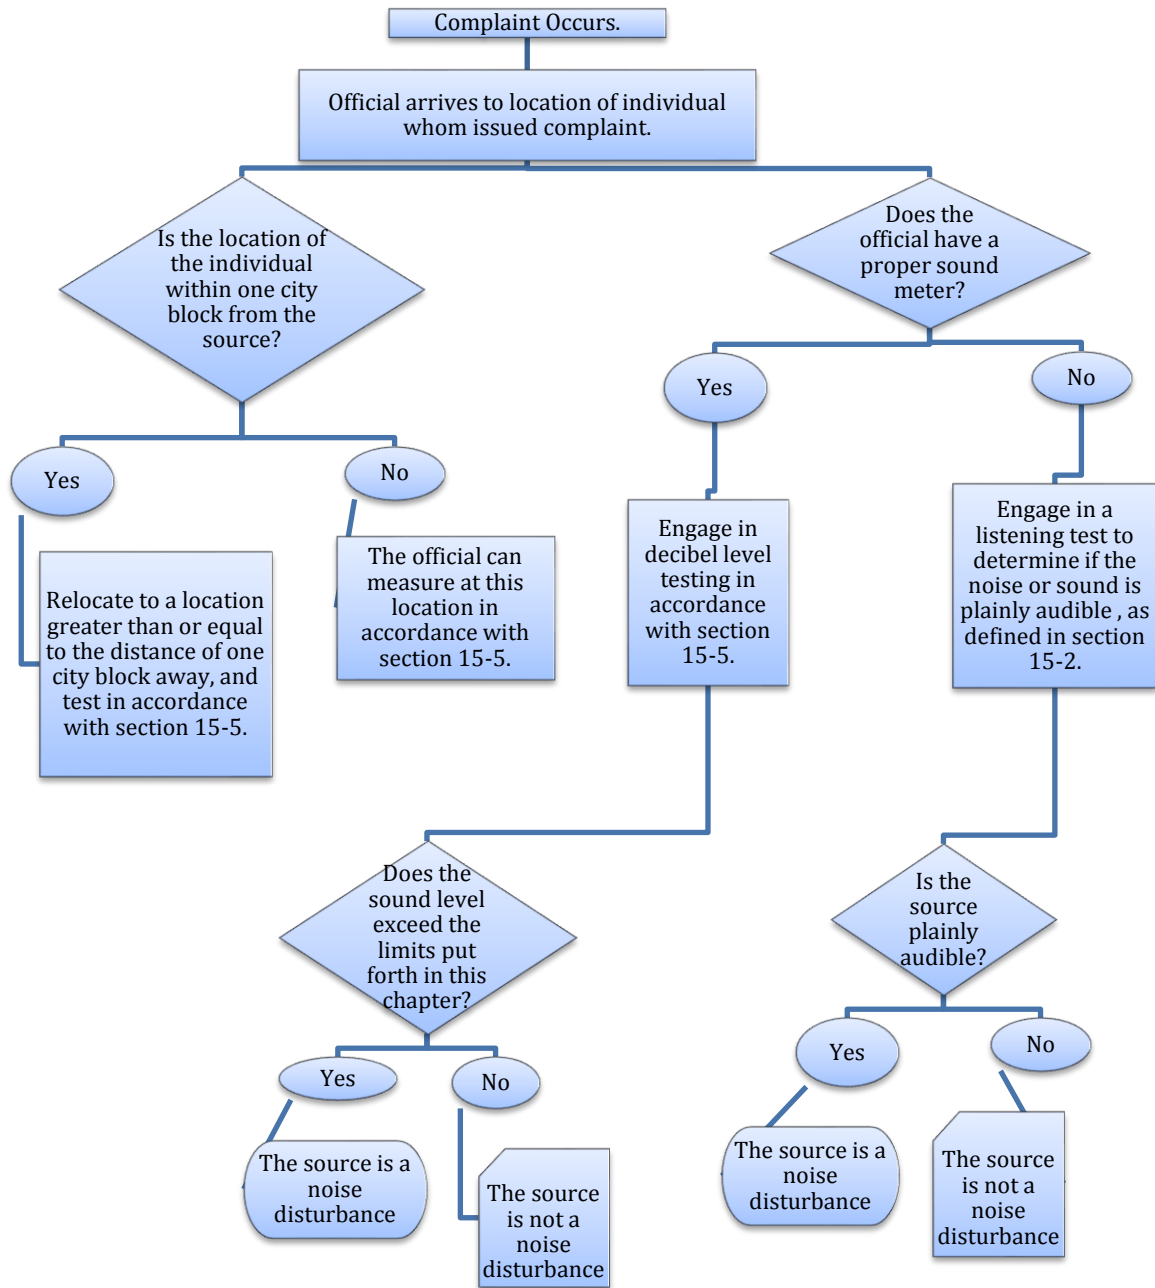 Complaint Occurs.
Official arrives to location of individual
whom issued complaint.
Is the location of
the individual
within one city
block from the
source?
Does the
official have a
proper sound
meter?
Yes
No
Yes
No
Relocate to a location
greater than or equal
to the distance of one
city block away, and
test in accordance
with section 15-5.
The official can
measure at this
location in
accordance with
section 15-5.
Engage in
decibel level
testing in
accordance
with section
15-5.
Engage in a
listening test to
determine if the
noise or sound is
plainly audible , as
defined in section
15-2.
Does the
sound level
exceed the
limits put
forth in this
chapter?
Is the
source
plainly
audible?
Yes
No
Yes
No
The source is a
noise
disturbance
The source
is not a
noise
disturbance
The source is a
noise
disturbance
The source
is not a
noise
disturbance